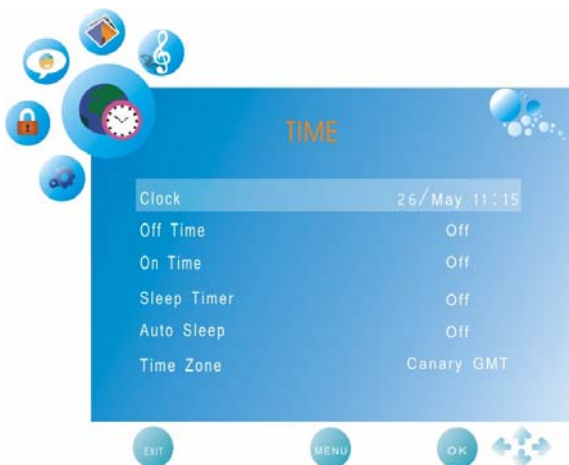 TIME
Clock 26/May 11:15
Off Time Off
On Time Off
Sleep Timer Off
Auto Sleep Off
Time Zone Canary GMT
EXIT MENU OK